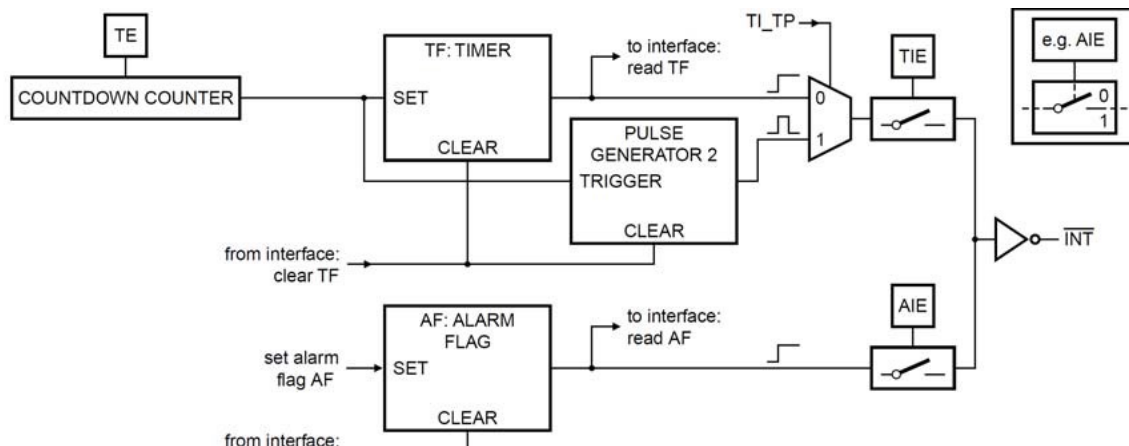 TE
COUNTDOWN COUNTER
TF: TIMER
SET
CLEAR
to interface:
read TF
PULSE
GENERATOR 2
TRIGGER
CLEAR
from interface:
clear TF
TI_TP
0
1
TIE
e.g. AIE
0
1
INT
AF: ALARM
FLAG
SET
CLEAR
set alarm
flag AF
to interface:
read AF
AIE
from interface: